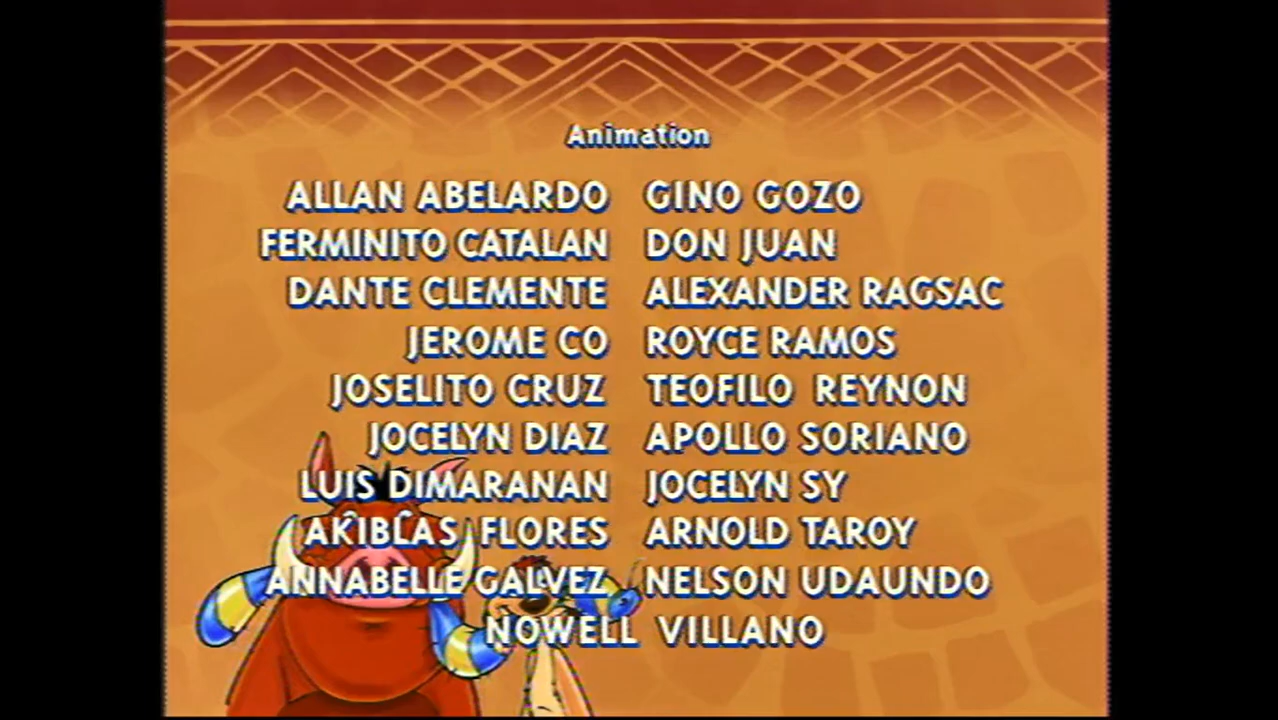 Animation
ALLAN ABELARDO GINO GOZO
FERMINITO CATALAN DON JUAN
DANTE CLEMENTE ALEXANDER RAGSAC
JEROME CO ROYCE RAMOS
JOSELITO CRUZ TEOFILO REYNON
JOCELYN DIAZ APOLLO SORIANO
LUIS DIMARANAN JOCELYN SY
AKIBLAS FLORES ARNOLD TAROY
ANNABELLE GALVEZ NELSON UDAUNDO
NOWELL VILLANO